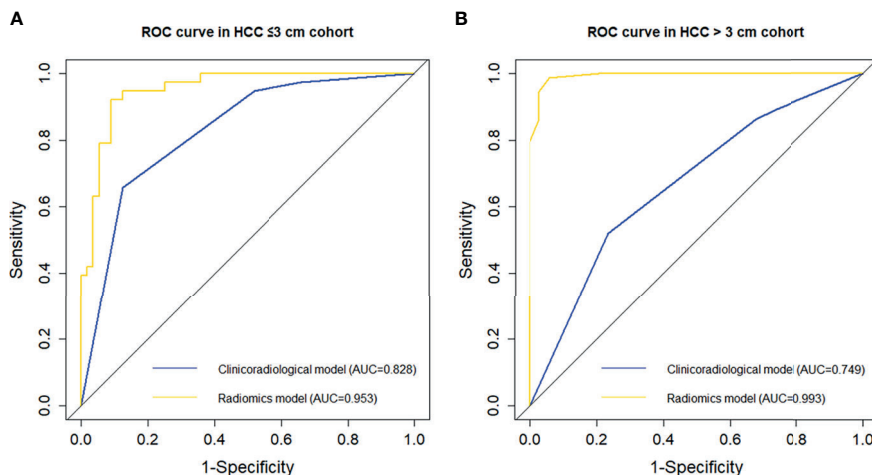 A
ROC curve in HCC ≤3 cm cohort
Sensitivity
1.0
0.8
0.6
0.4
0.2
0.0
Clinicoradiological model (AUC=0.828)
Radiomics model (AUC=0.953)
0.0 0.2 0.4 0.6 0.8 1.0
1-Specificity
B
ROC curve in HCC > 3 cm cohort
Sensitivity
1.0
0.8
0.6
0.4
0.2
0.0
Clinicoradiological model (AUC=0.749)
Radiomics model (AUC=0.993)
0.0 0.2 0.4 0.6 0.8 1.0
1-Specificity